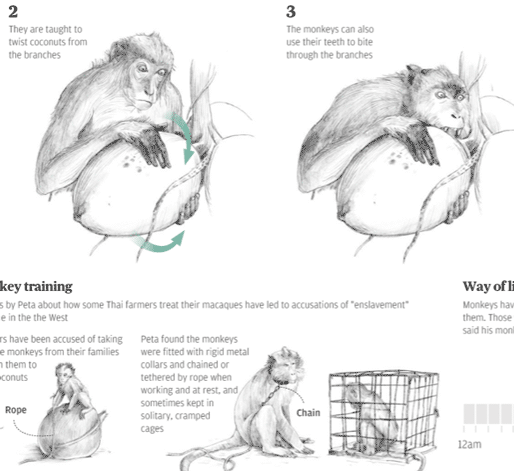 2
They are taught to
twist coconuts from
the branches
3
The monkeys can also
use their teeth to bite
through the branches
key training
s by Peta about how some Thai farmers treat their macaques have led to accusations of "enslavement"
e in the the West
rs have been accused of taking
e monkeys from their families
n them to
oconuts
Rope
Peta found the monkeys
were fitted with rigid metal
collars and chained or
tethered by rope when
working and at rest, and
sometimes kept in
solitary, cramped
cages
Chain
Way of li
Monkeys hav
them. Those
said his monk
12am